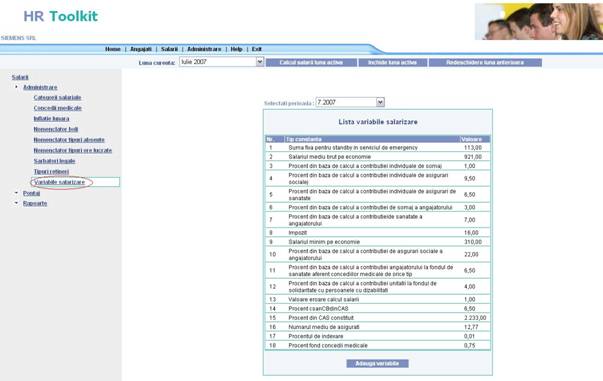 HR Toolkit
SIEMENS SRL
Home | Angajati | Salarii | Administrare | Help | Exit
Luna curenta: Iulie 2007 Calcul salarii luna activa Inchide luna activa Redeschidere luna anterioara
Salarii
Administrare
Categorii salariale
Concedii medicale
Inflatie lunara
Nomenclator boli
Nomenclator tipuri absente
Nomenclator tipuri ore lucrate
Sarbatori legale
Tipuri retineri
Variabile salarizare
Pontaj
Rapoarte
Selectati perioada : 7.2007
Lista variabile salarizare
Nr. Tip constanta Valoare
1 Suma fixa pentru standby in serviciul de emergency 113,00
2 Salariul mediu brut pe economie 921,00
3 Procent din baza de calcul a contributiei individuale de somaj 1,00
4 Procent din baza de calcul a contributiei individuale de asigurari
sociale 9,50
5 Procent din baza de calcul a contributiei individuale de asigurari de
sanatate 6,50
6 Procent din baza de calcul a contributiei de somaj a angajatorului 3,00
7 Procent din baza de calcul a contributieide sanatate a
angajatorului 7,00
8 Impozit 16,00
9 Salariul minim pe economie 310,00
10 Procent din baza de calcul a contributiei de asigurari sociale a
angajatorului 22,00
11 Procent din baza de calcul a contributiei angajatorului la fondul de
sanatate aferent concediilor medicale de orice tip 6,50
12 Procent din baza de calcul a contributiei unitatii la fondul de
solidaritate cu persoanele cu dizabilitati 4,00
13 Valoare eroare calcul salarii 1,00
14 Procent csanCBdinCAS 6,50
15 Procent din CAS constituit 2.233,00
16 Numarul mediu de asigurati 12,77
17 Procentul de indexare 0,01
18 Procent fond concedii medicale 0,75
Adauga variabila